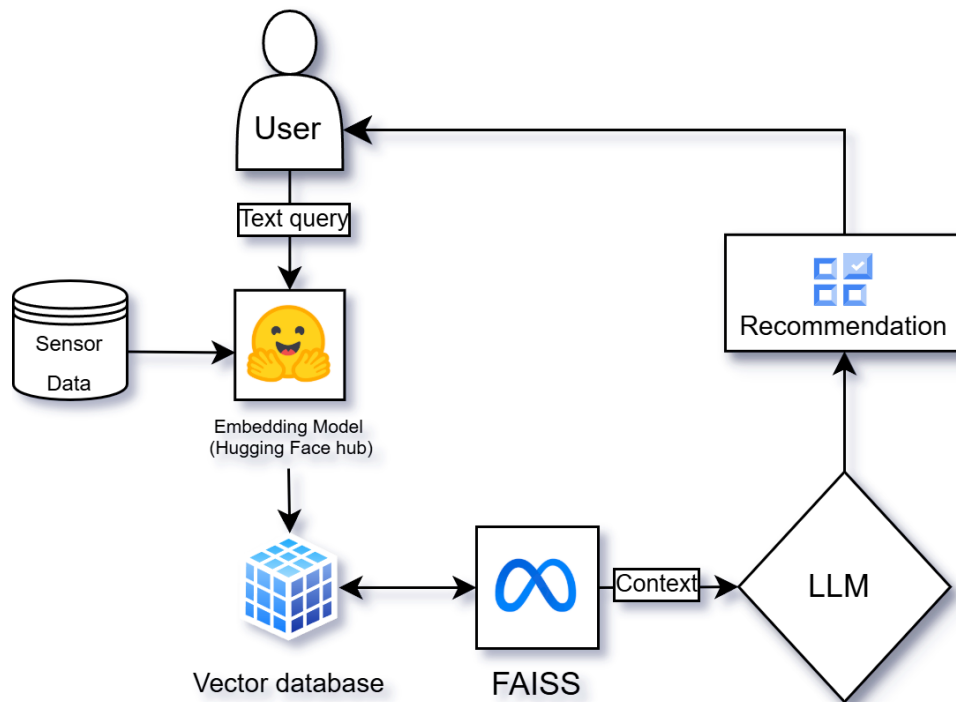 User
Text query
Sensor
Data
Embedding Model
(Hugging Face hub)
Recommendation
Context
LLM
Vector database
FAISS